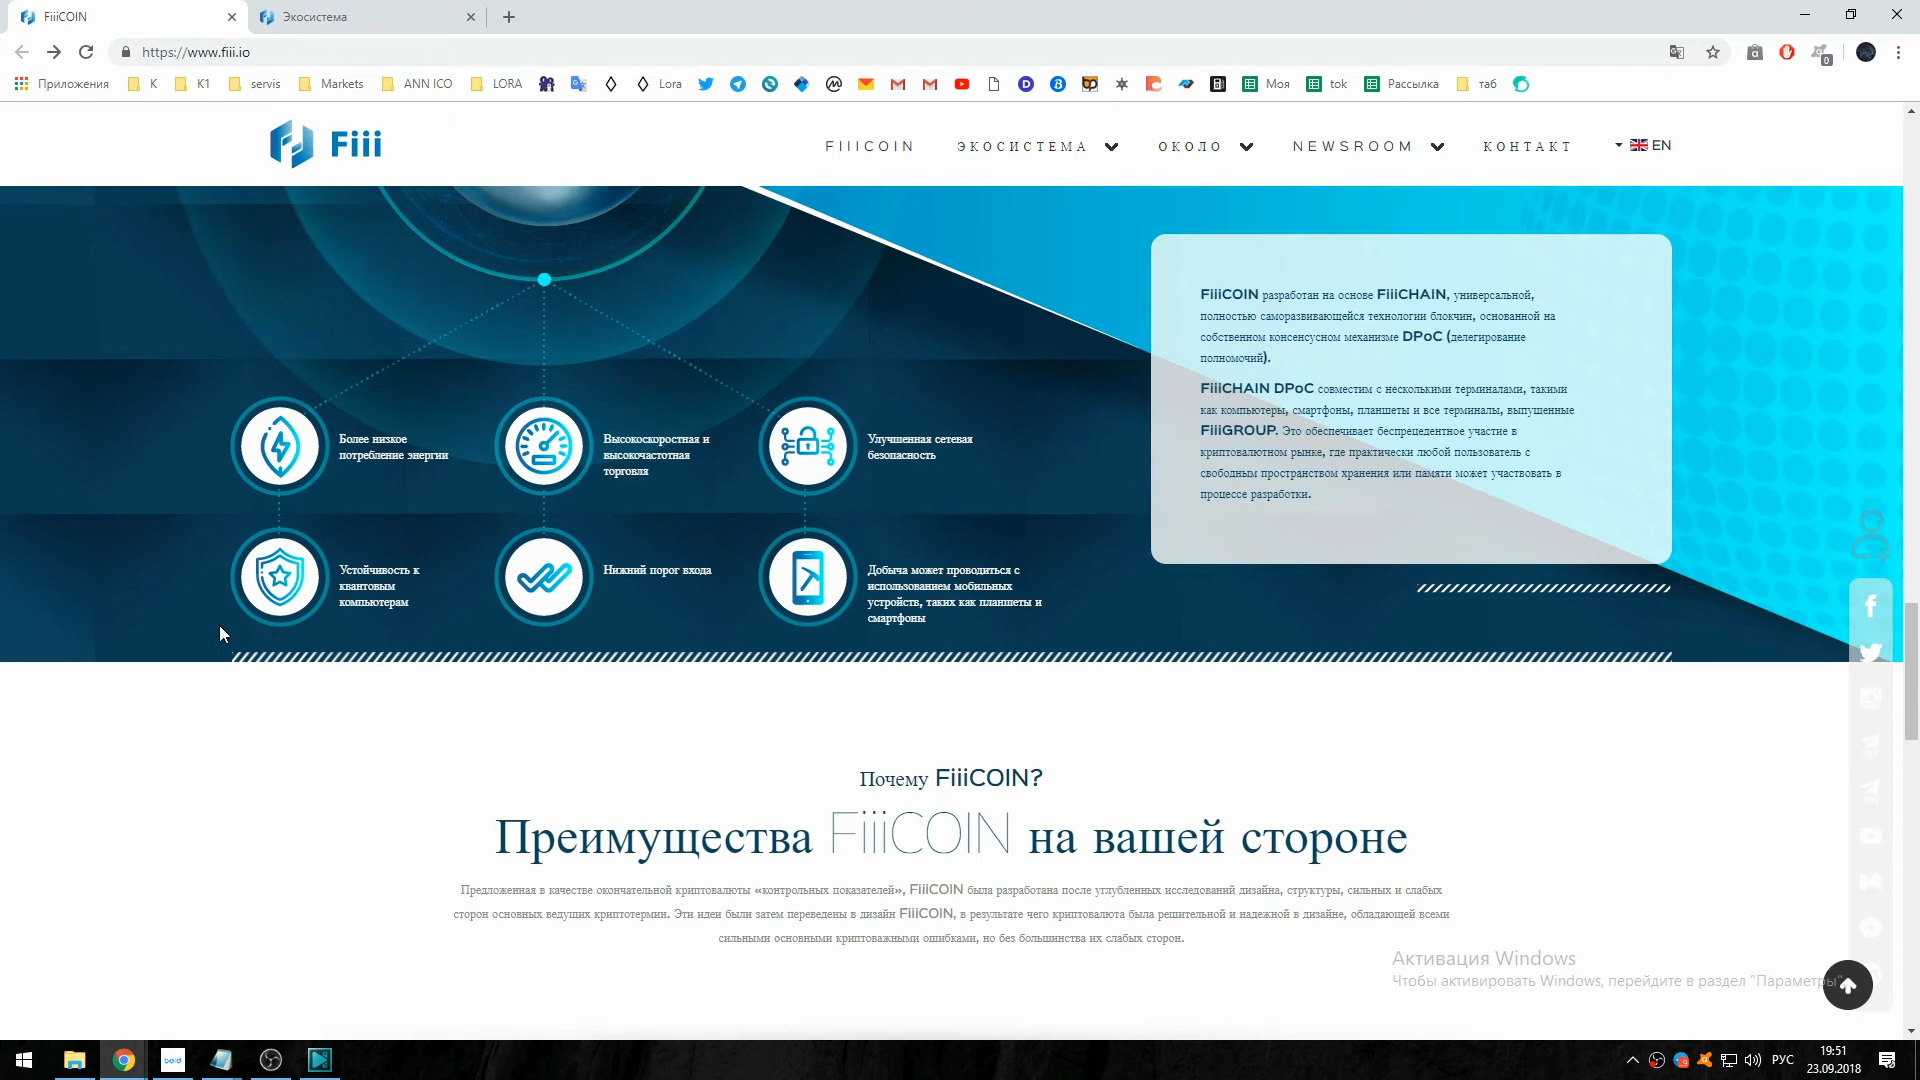 FiiiCOIN
Экосистема
https://www.fiii.io
Приложения
K
K1
servis
Markets
ANN ICO
LORA
Lora
Моя
tok
Рассылка
таб
Fiii
FIIICOIN
ЭКОСИСТЕМА
ОКОЛО
NEWSROOM
КОНТАКТ
EN
FiiiCOIN разработан на основе FiiiCHAIN, универсальной,
полностью саморазвивающейся технологии блокчин, основанной на
собственном консенсусном механизме DPoC (делегирование
полномочий).
FiiiCHAIN DPoC совместим с несколькими терминалами, такими
как компьютеры, смартфоны, планшеты и все терминалы, выпущенные
FiiiGROUP. Это обеспечивает беспрецедентное участие в
криптовалютном рынке, где практически любой пользователь с
свободным пространством хранения или памяти может участвовать в
процессе разработки.
Более низкое
потребление энергии
Высокоскоростная и
высокочастотная
торговля
Улучшенная сетевая
безопасность
Устойчивость к
квантовым
компьютерам
Нижний порог входа
Добыча может проводиться с
использованием мобильных
устройств, таких как планшеты и
смартфоны
Почему FiiiCOIN?
Преимущества FiiiCOIN на вашей стороне
Предложенная в качестве окончательной криптовалюты «контрольных показателей», FiiiCOIN была разработана после углубленных исследований дизайна, структуры, сильных и слабых
сторон основных ведущих криптотермин. Эти идеи были затем переведены в дизайн FiiiCOIN, в результате чего криптовалюта была решительной и надежной в дизайне, обладающей всеми
сильными основными криптоважными ошибками, но без большинства их слабых сторон.
Активация Windows
Чтобы активировать Windows, перейдите в раздел "Параметры"
0
bold
РУС
19:51
23.09.2018